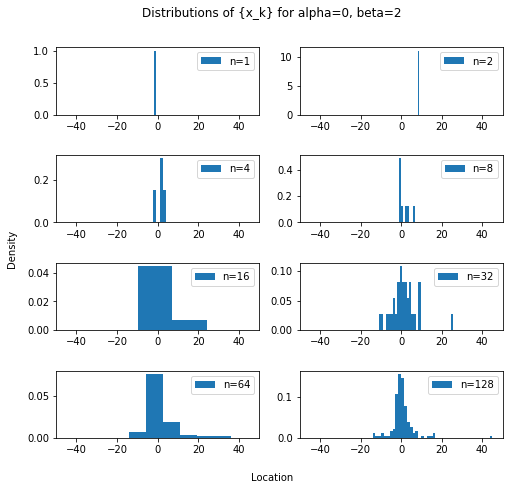 Distributions of {x_k} for alpha=0, beta=2
1.0
0.5
0.0
n=1
−40 −20 0 20 40
10
5
0
n=2
−40 −20 0 20 40
0.2
0.0
n=4
−40 −20 0 20 40
0.4
0.2
0.0
n=8
−40 −20 0 20 40
Density
0.04
0.02
0.00
n=16
−40 −20 0 20 40
0.10
0.05
0.00
n=32
−40 −20 0 20 40
0.05
0.00
n=64
−40 −20 0 20 40
0.1
0.0
n=128
−40 −20 0 20 40
Location